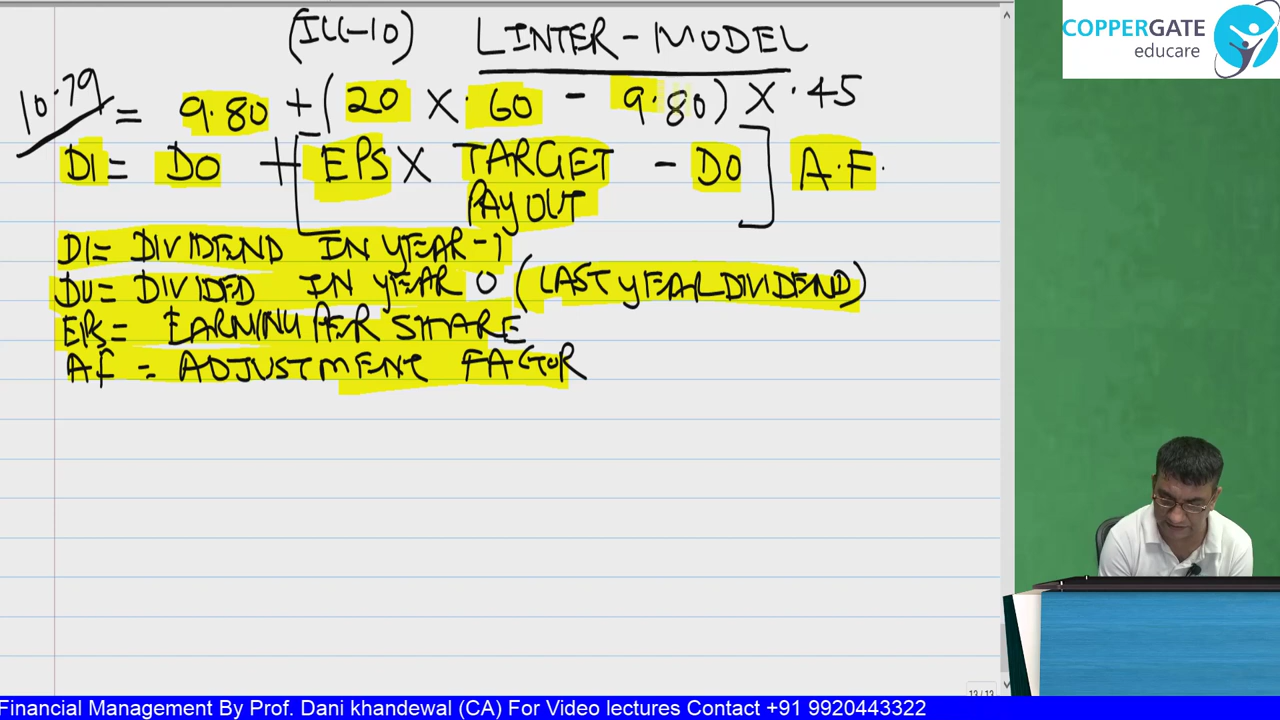 (ILL-10) LINTER-MODEL
10.79 = 9.80 + (20 X .60 - 9.80) X .45
D1 = D0 + [EPS X TARGET PAYOUT - D0] A.F.
D1 = DIVIDEND IN YEAR-1
D0 = DIVIDED IN YEAR 0 (LAST YEAR DIVIDEND)
EPS = EARNING PER SHARE
AF = ADJUSTMENT FACTOR
COPPERGATE
educare
13 / 13
Financial Management By Prof. Dani khandewal (CA) For Video lectures Contact +91 9920443322